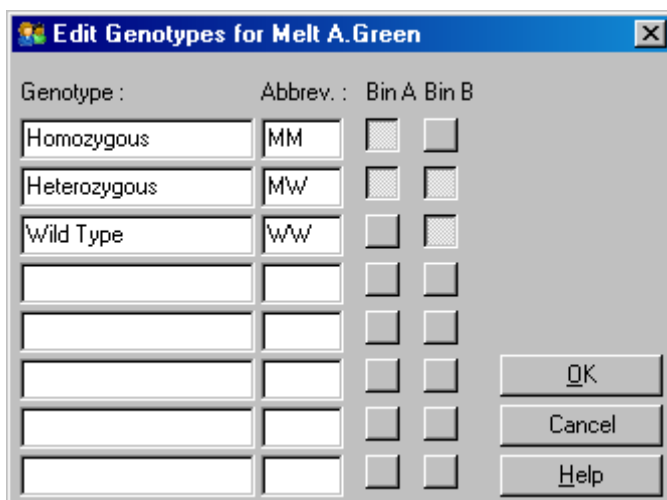 Edit Genotypes for Melt A.Green
Genotype : Abbrev. : Bin A Bin B
Homozygous MM
Heterozygous MW
Wild Type WW
OK
Cancel
Help